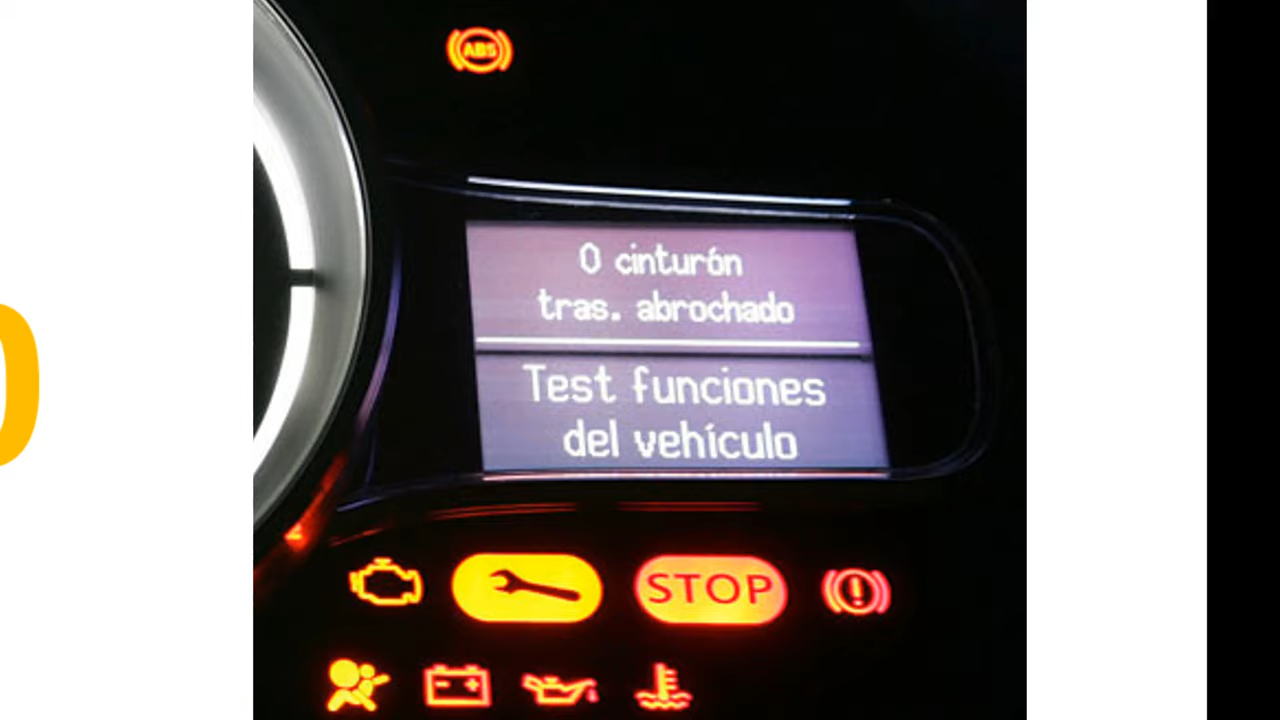 ABS
0 cinturón
tras. abrochado
Test funciones
del vehículo
STOP